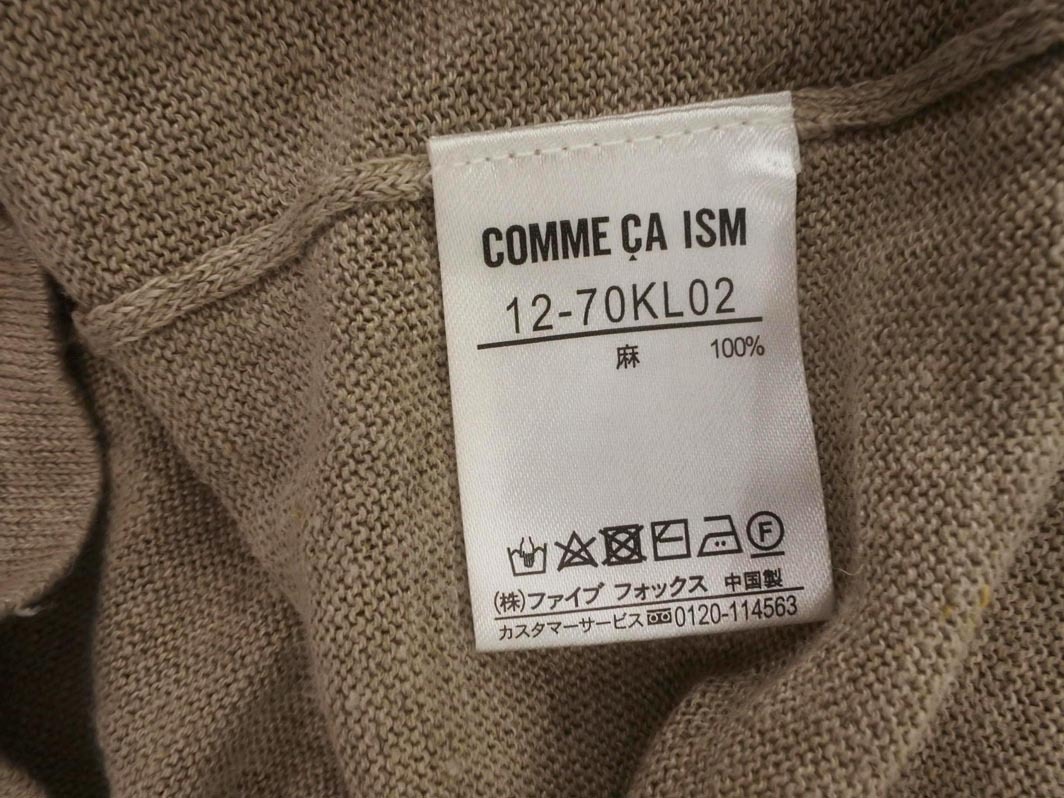 COMME ÇA ISM
12-70KL02
麻 100%
F
(株)ファイブ フォックス 中国製
カスタマーサービス 0120-114563